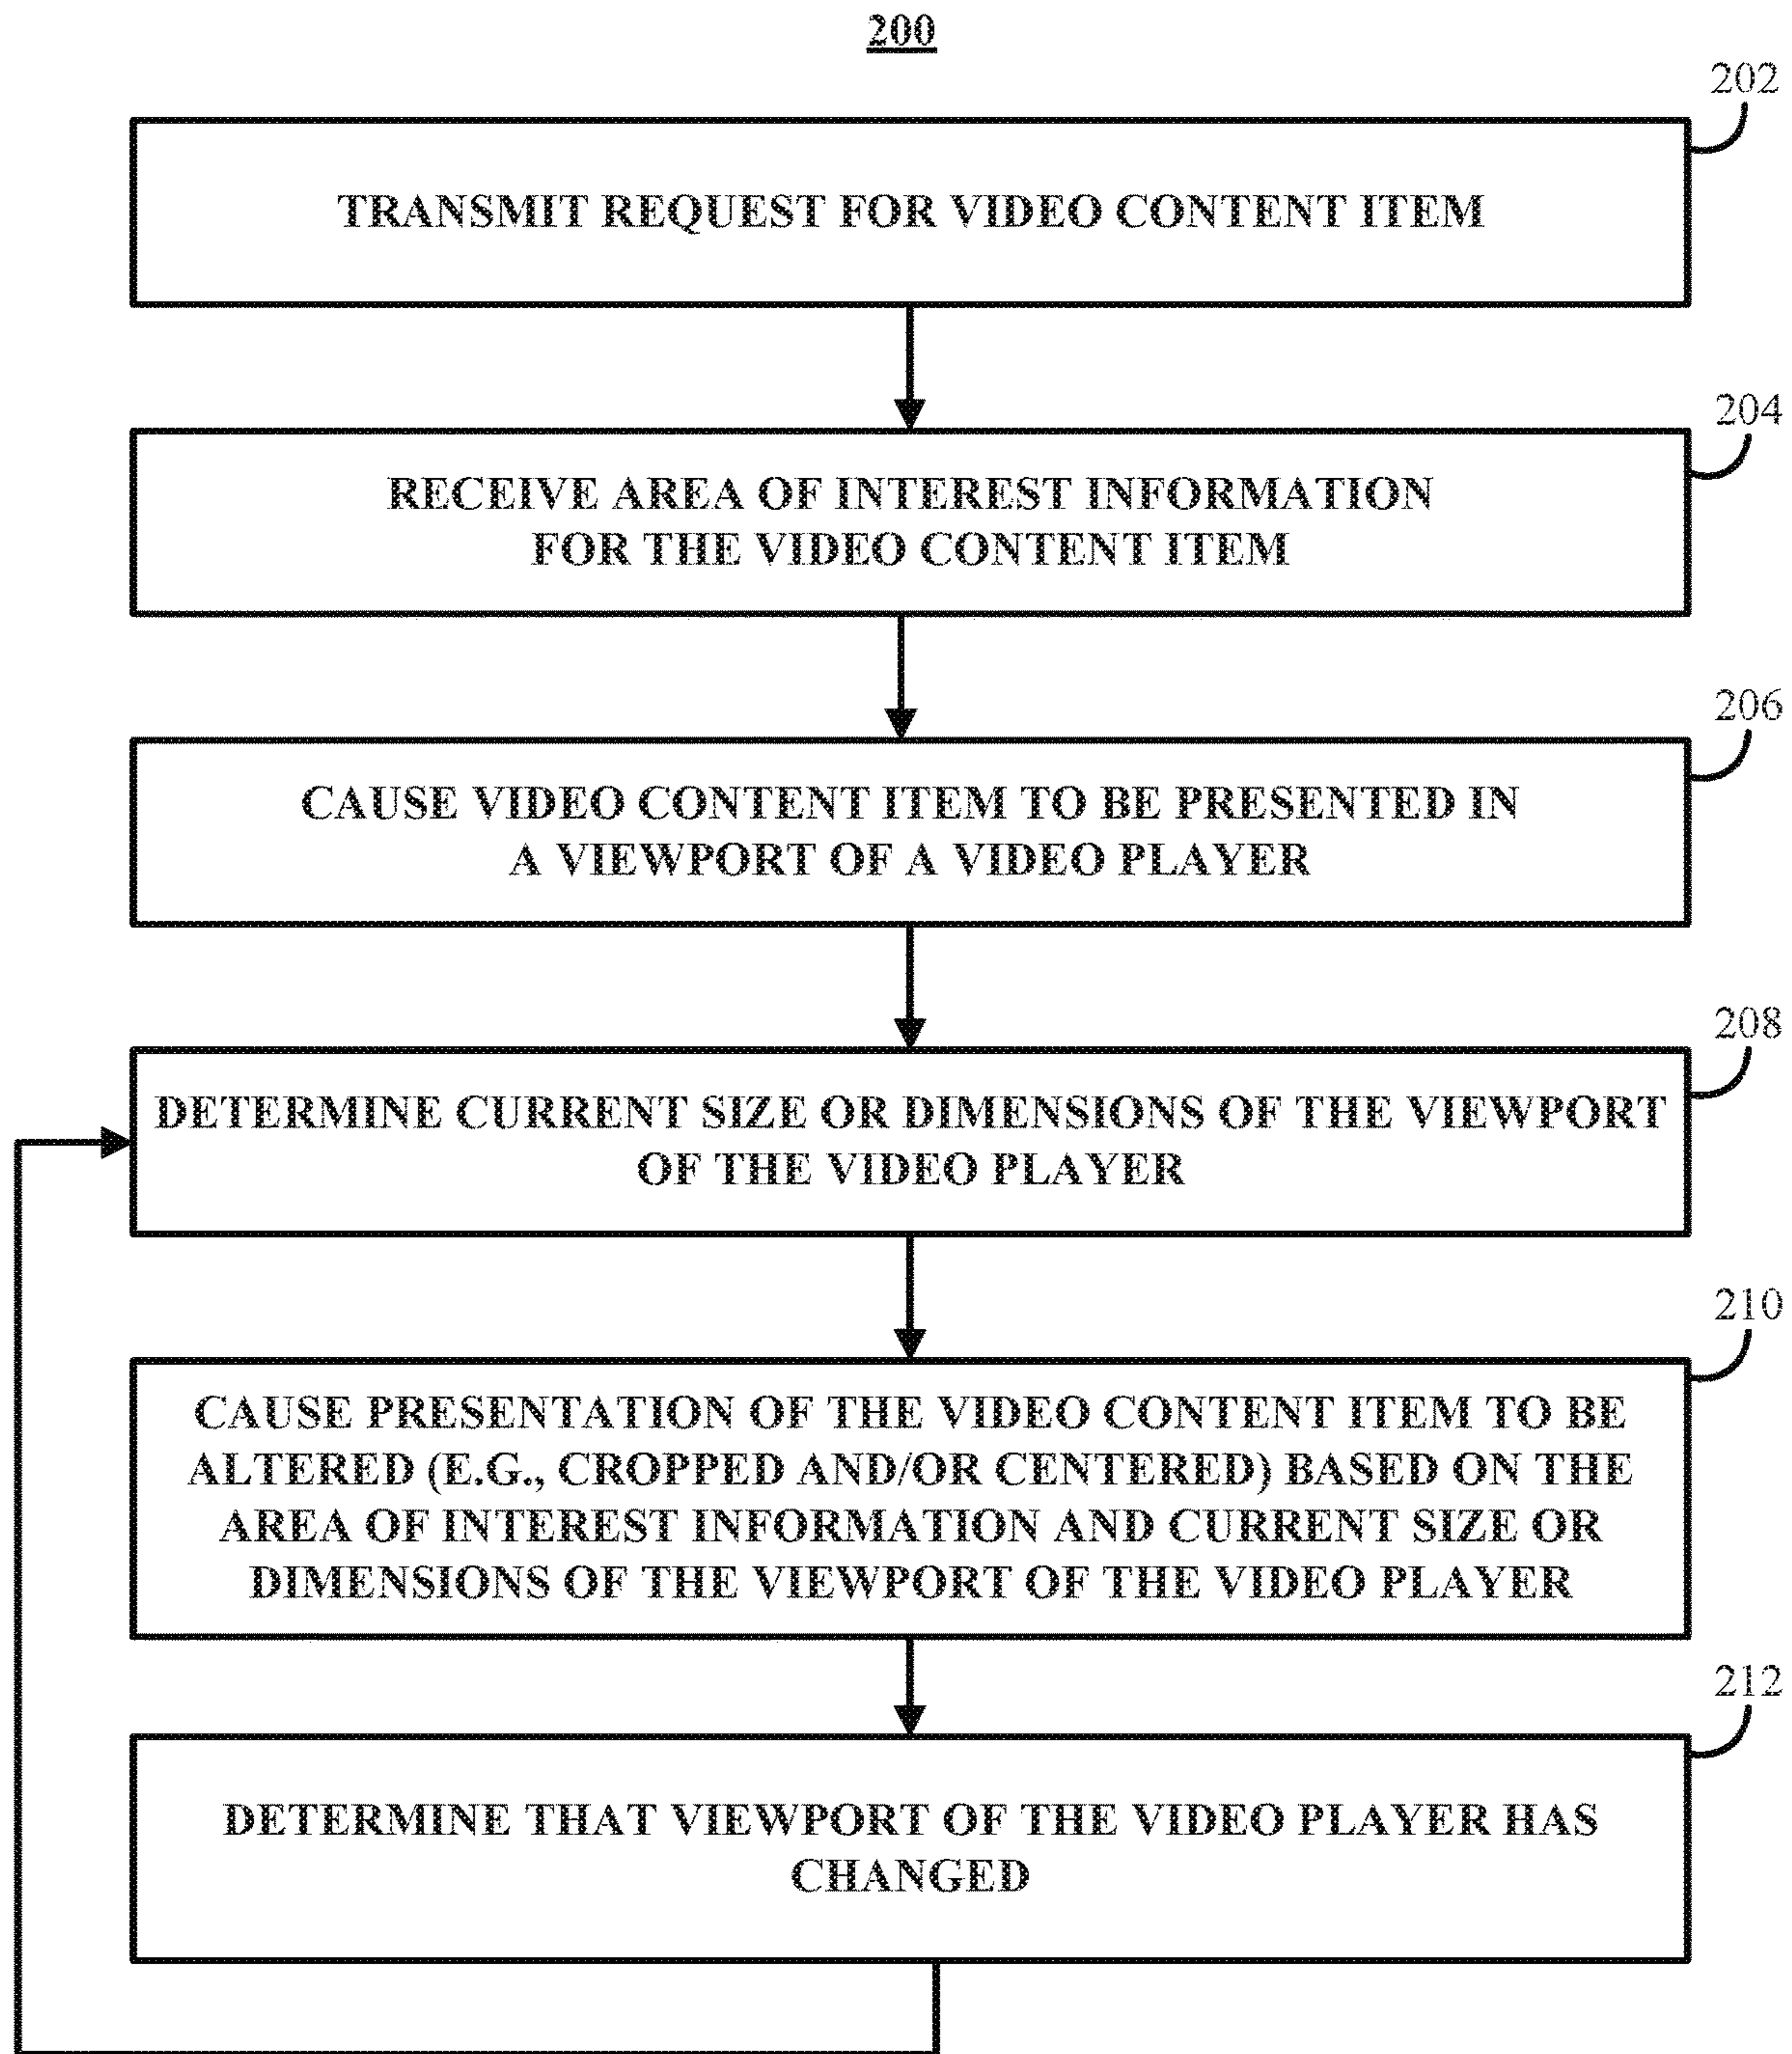 200
202
TRANSMIT REQUEST FOR VIDEO CONTENT ITEM
204
RECEIVE AREA OF INTEREST INFORMATION
FOR THE VIDEO CONTENT ITEM
206
CAUSE VIDEO CONTENT ITEM TO BE PRESENTED IN
A VIEWPORT OF A VIDEO PLAYER
208
DETERMINE CURRENT SIZE OR DIMENSIONS OF THE VIEWPORT
OF THE VIDEO PLAYER
210
CAUSE PRESENTATION OF THE VIDEO CONTENT ITEM TO BE
ALTERED (E.G., CROPPED AND/OR CENTERED) BASED ON THE
AREA OF INTEREST INFORMATION AND CURRENT SIZE OR
DIMENSIONS OF THE VIEWPORT OF THE VIDEO PLAYER
212
DETERMINE THAT VIEWPORT OF THE VIDEO PLAYER HAS
CHANGED